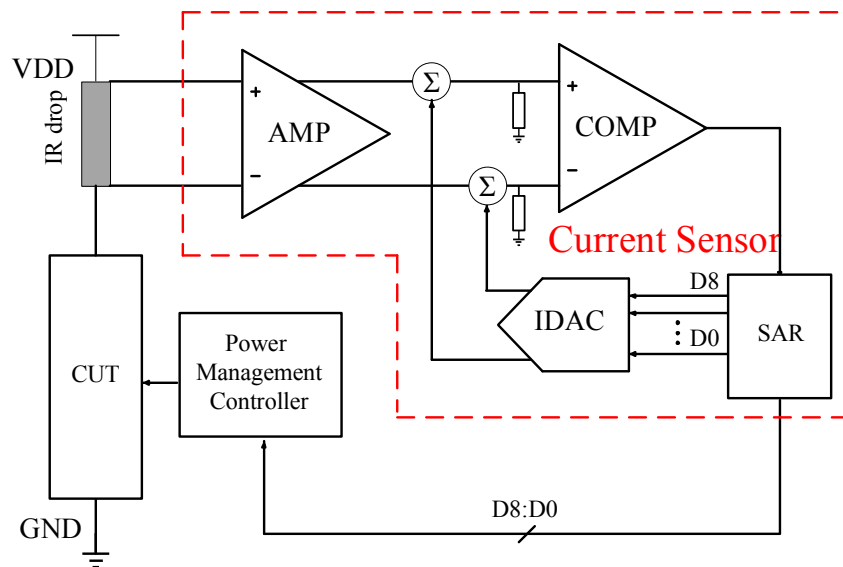 VDD
IR drop
+
AMP
−
Σ
Σ
+
COMP
−
Current Sensor
D8
D0
IDAC
SAR
CUT
Power
Management
Controller
GND
D8:D0